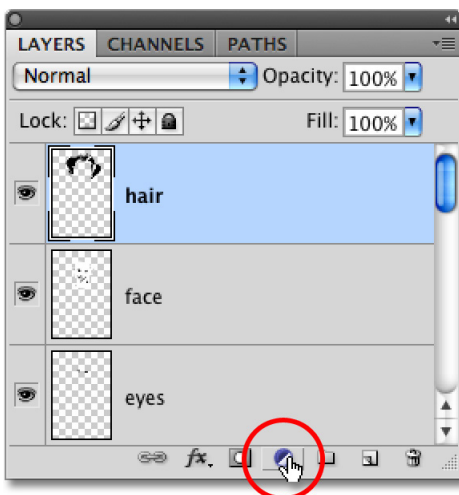 LAYERS CHANNELS PATHS
Normal Opacity: 100%
Lock: Fill: 100%
hair
face
eyes
fx.